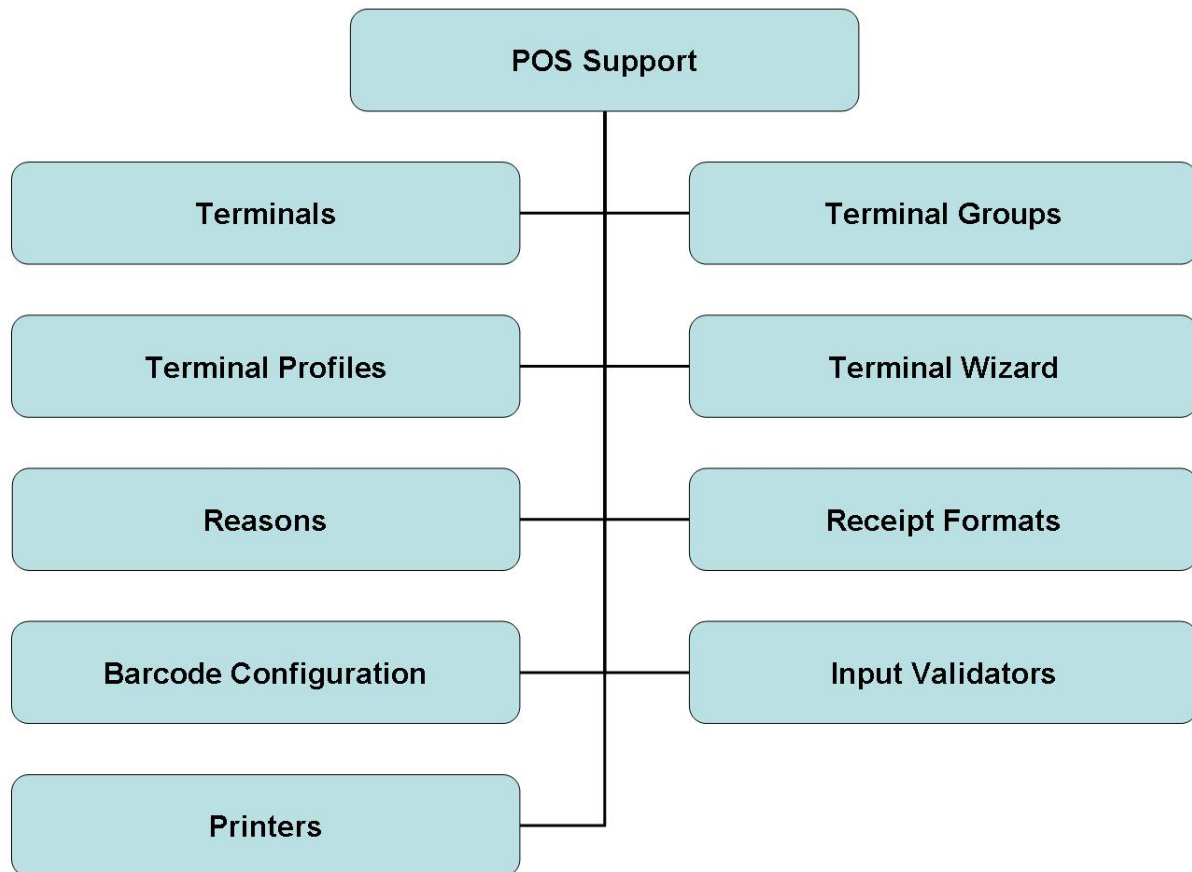 POS Support
Terminals
Terminal Groups
Terminal Profiles
Terminal Wizard
Reasons
Receipt Formats
Barcode Configuration
Input Validators
Printers